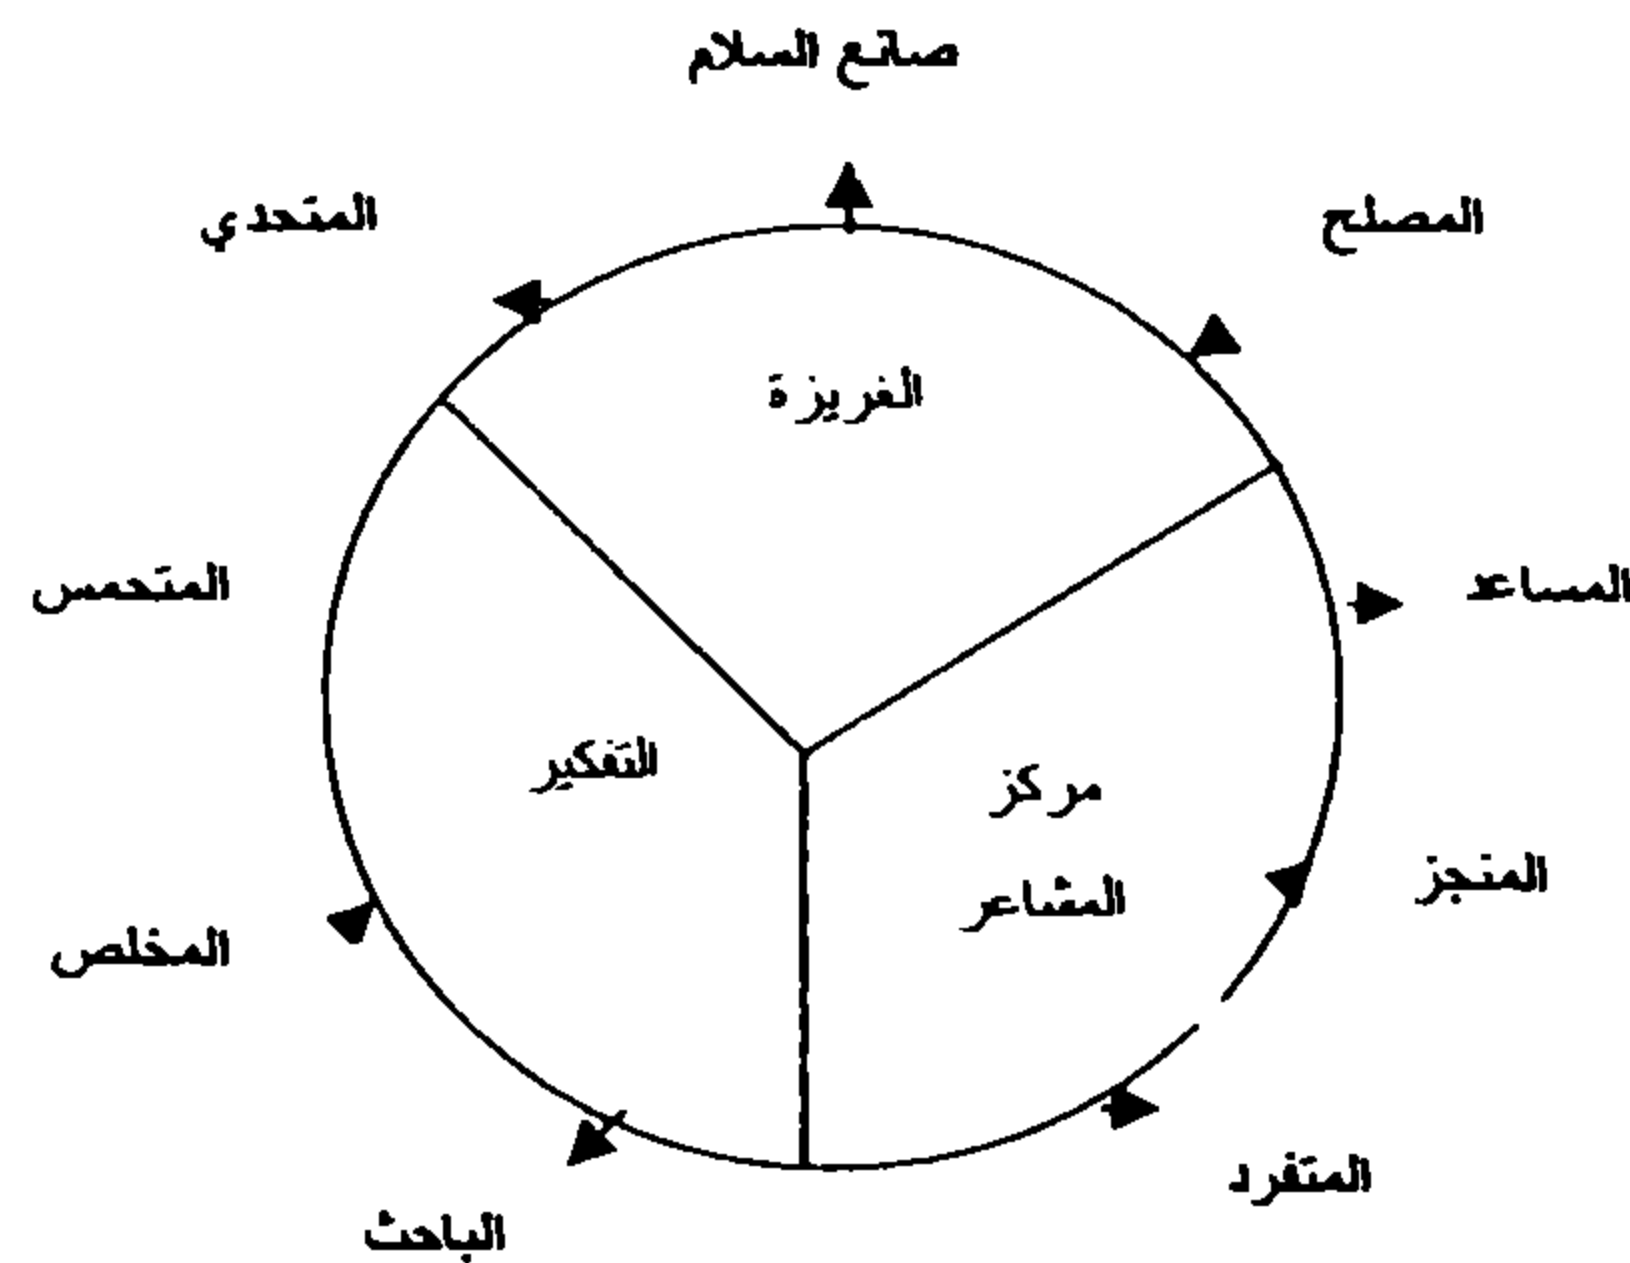 صانع السلام
المصلح
المتحدي
الغريزة
المساعد
المتحمس
التفكير
مركز
المشاعر
المنجز
المخلص
المتفرد
الباحث